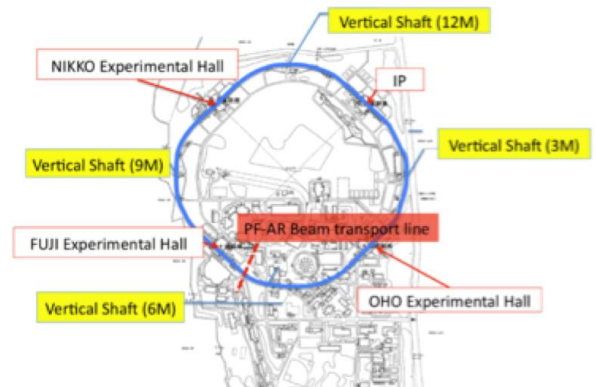 Vertical Shaft (12M)
NIKKO Experimental Hall
IP
Vertical Shaft (3M)
Vertical Shaft (9M)
PF-AR Beam transport line
FUJI Experimental Hall
OHO Experimental Hall
Vertical Shaft (6M)